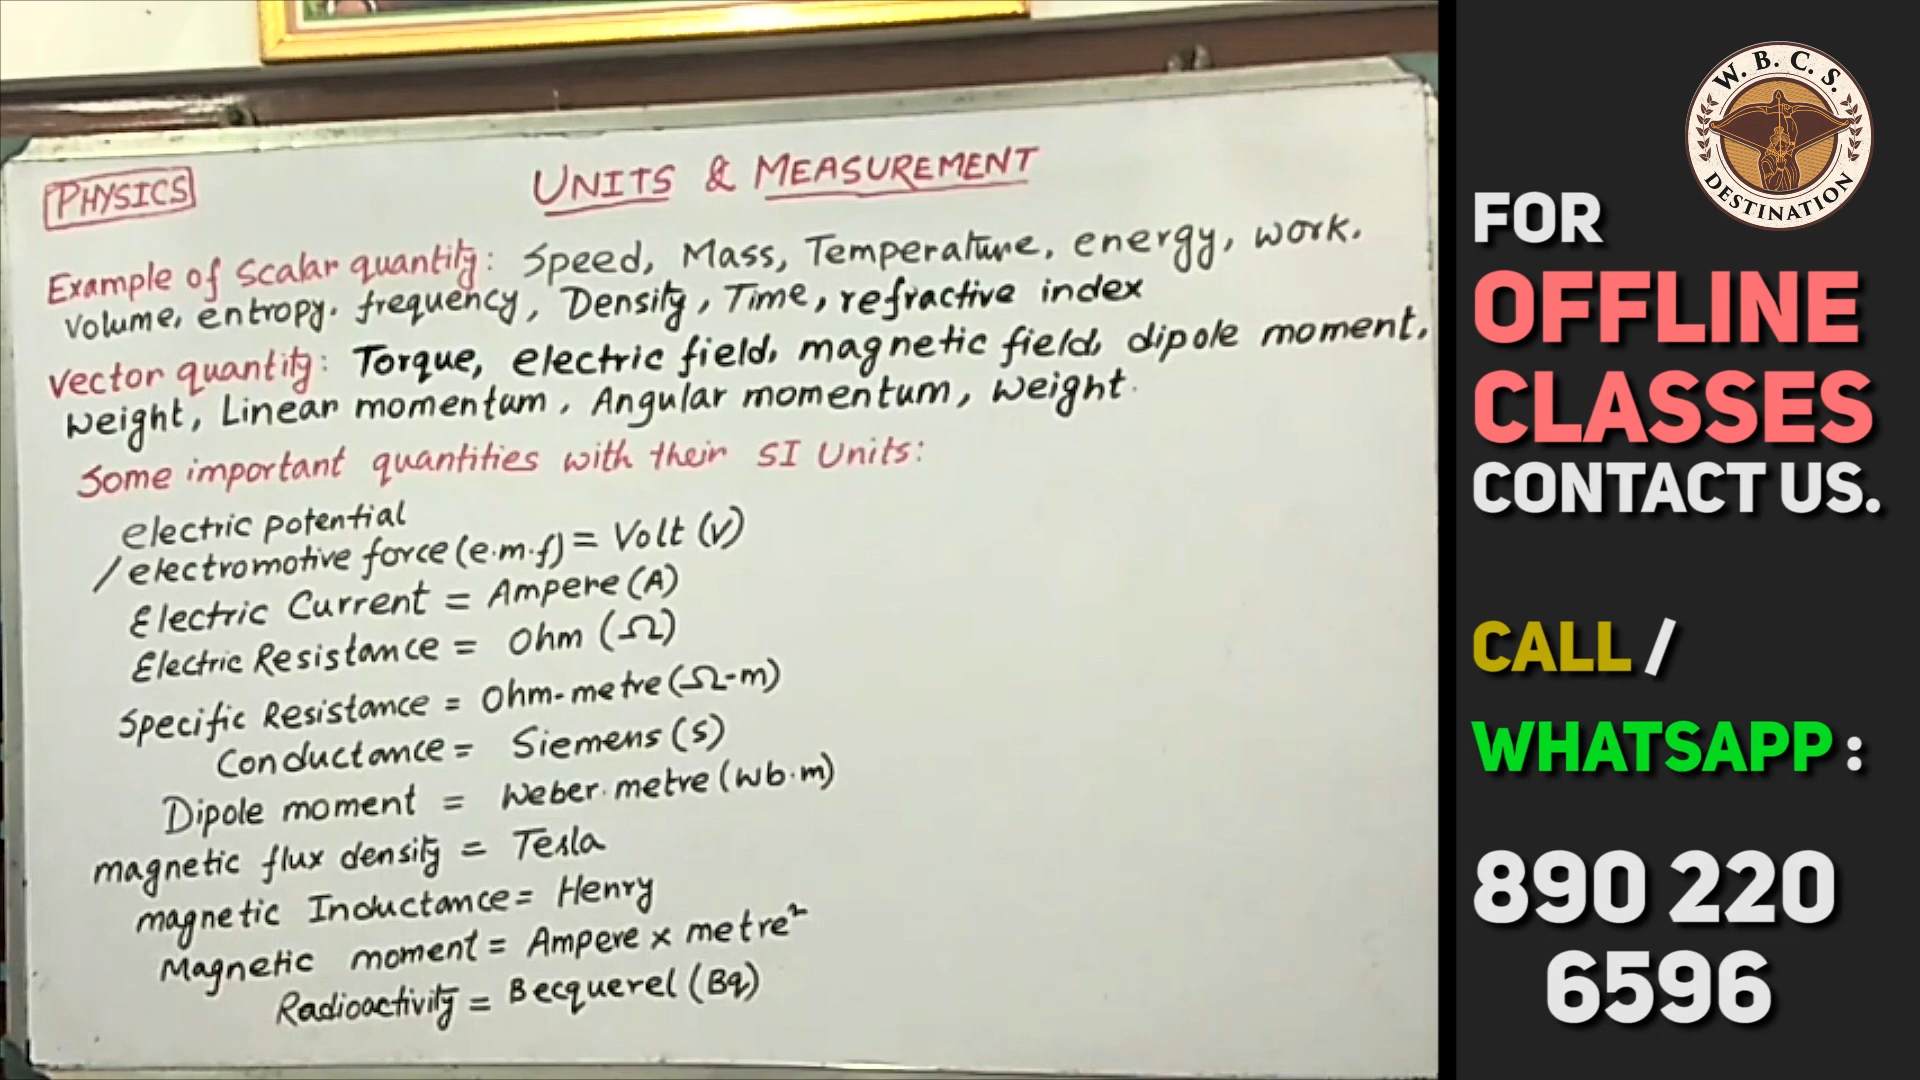 PHYSICS
UNITS & MEASUREMENT
Example of Scalar quantity: Speed, Mass, Temperature, energy, work,
volume, entropy, frequency, Density, Time, refractive index
vector quantity: Torque, electric field, magnetic field, dipole moment,
weight, Linear momentum, Angular momentum, weight.
Some important quantities with their SI Units:
electric potential
/electromotive force (e.m.f) = Volt (V)
Electric Current = Ampere (A)
Electric Resistance = Ohm (Ω)
Specific Resistance = Ohm-metre (Ω-m)
Conductance = Siemens (S)
Dipole moment = Weber.metre (Wb.m)
magnetic flux density = Tesla
magnetic Inductance = Henry
Magnetic moment = Ampere x metre²
Radioactivity = Becquerel (Bq)
W. B. C. S.
DESTINATION
FOR
OFFLINE
CLASSES
CONTACT US.
CALL /
WHATSAPP :
890 220
6596